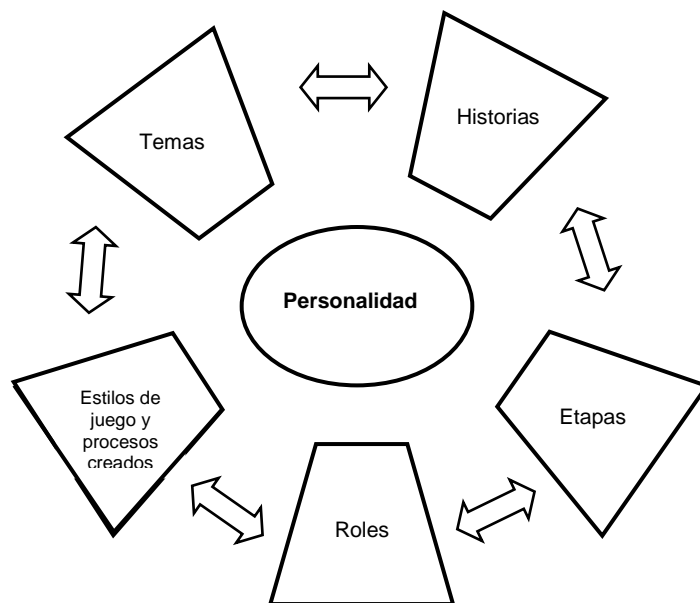 Temas
Historias
Personalidad
Estilos de
juego y
procesos
creados
Etapas
Roles